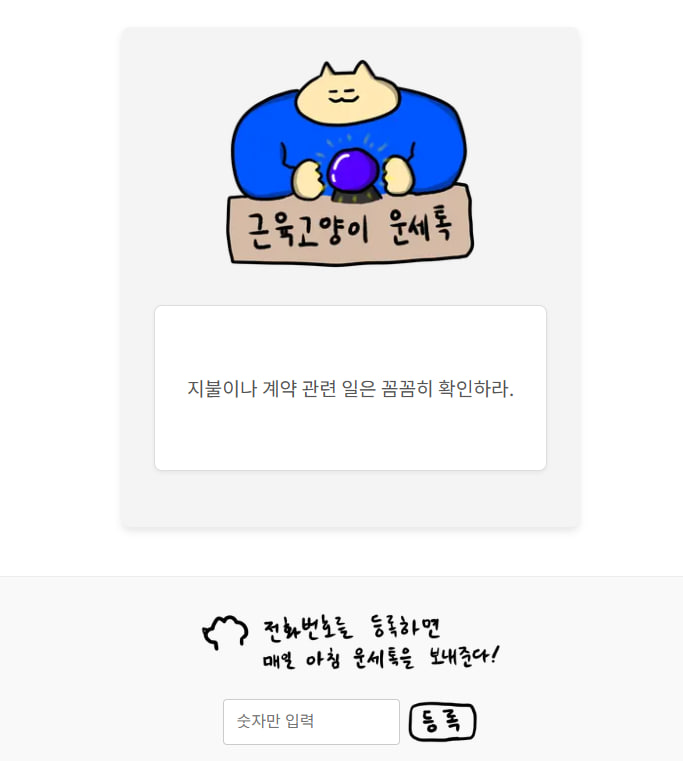 근육고양이 운세톡
지불이나 계약 관련 일은 꼼꼼히 확인하라.
전화번호를 등록하면
매일 아침 운세톡을 보내준다!
숫자만 입력
등록